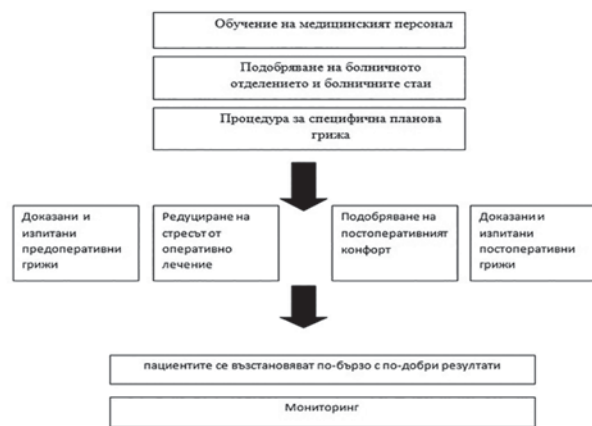 Обучение на медицинският персонал
Подобряване на болничното
отделението и болничните стаи
Процедура за специфична планова
грижа
Доказани и
изпитани
предоперативни
грижи
Редуциране на
стресът от
оперативно
лечение
Подобряване на
постоперативният
конфорт
Доказани и
изпитани
постоперативни
грижи
пациентите се възстановяват по-бързо с по-добри резултати
Мониторинг